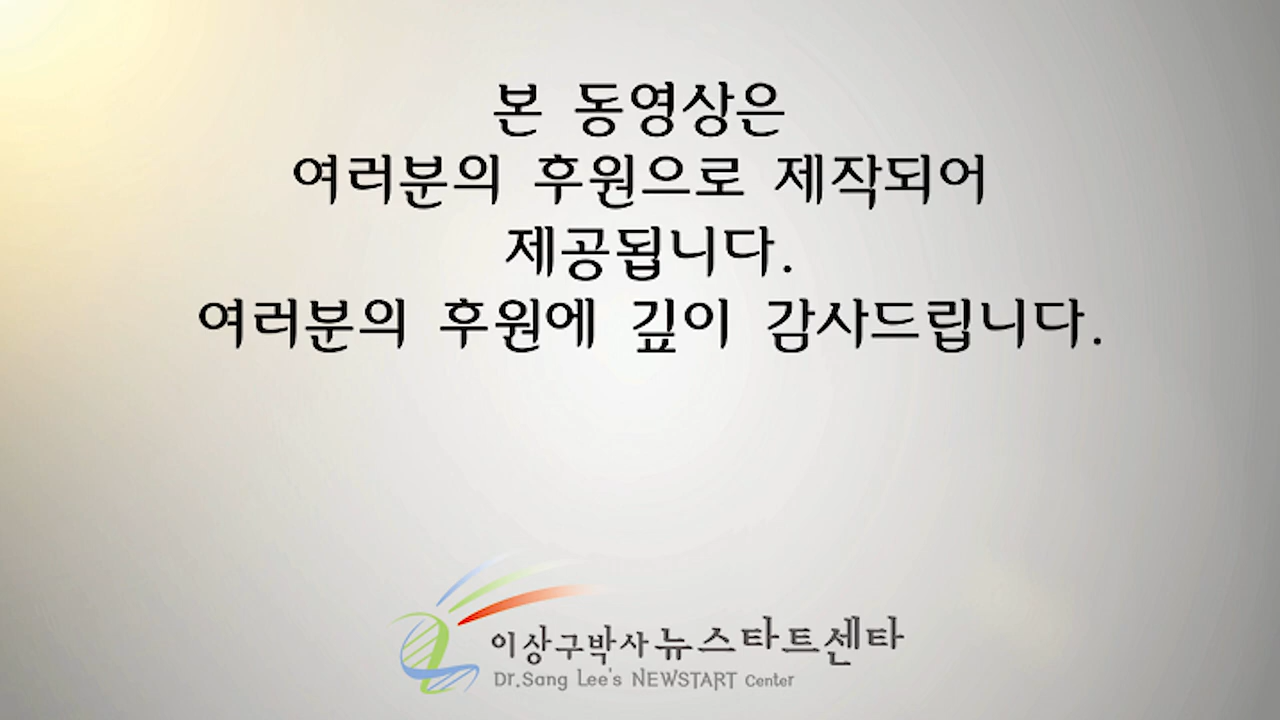 본 동영상은
여러분의 후원으로 제작되어
제공됩니다.
여러분의 후원에 깊이 감사드립니다.
이상구박사 뉴스타트센타
Dr.Sang Lee's NEWSTART Center